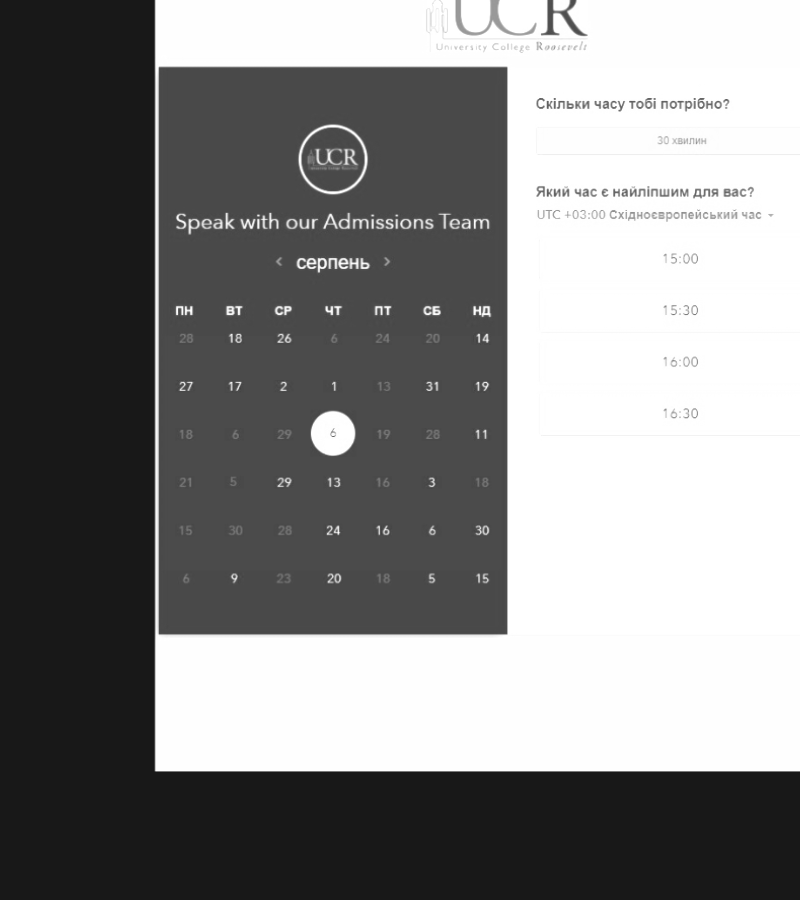 UCR
University College Roosevelt
UCR
Speak with our Admissions Team
< серпень >
ПН ВТ СР ЧТ ПТ СБ НД
28 18 26 6 24 20 14
27 17 2 1 13 31 19
18 6 29 6 19 28 11
21 5 29 13 16 3 18
15 30 28 24 16 6 30
6 9 23 20 18 5 15
Скільки часу тобі потрібно?
30 хвилин
Який час є найліпшим для вас?
UTC +03:00 Східноєвропейський час
15:00
15:30
16:00
16:30